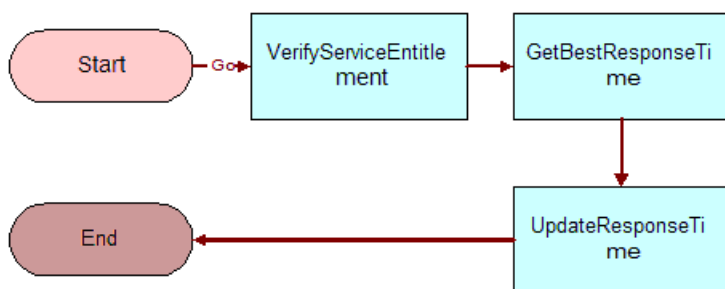 Start
Go
VerifyServiceEntitle
ment
GetBestResponseTi
me
UpdateResponseTi
me
End